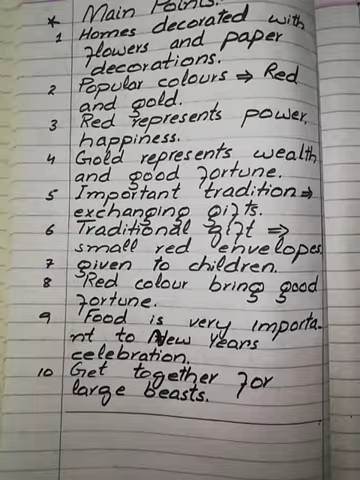 * Main Points.
1 Homes decorated with
flowers and paper
decorations.
2 Popular colours ⇒ Red
and gold.
3 Red represents power,
happiness.
4 Gold represents wealth
and good fortune.
5 Important tradition ⇒
exchanging gifts.
6 Traditional gift ⇒
small red envelopes
7 given to children.
8 Red colour bring good
fortune.
9 Food is very importa-
nt to New Years
celebration.
10 Get together for
large beasts.